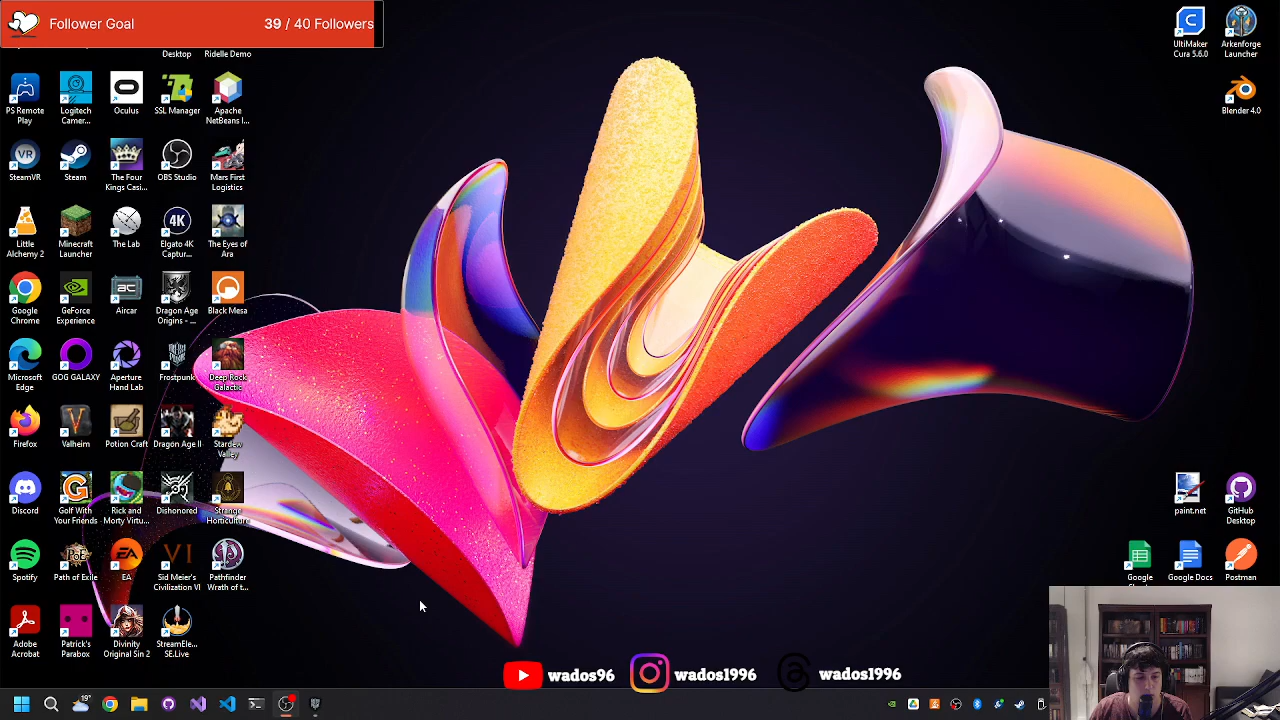 Follower Goal
39 / 40 Followers
Desktop
Ridelle Demo
UltiMaker
Cura 5.6.0
Arkenforge
Launcher
PS Remote
Play
Logitech
Camer...
Oculus
SSL Manager
Apache
NetBeans I...
Blender 4.0
SteamVR
Steam
The Four
Kings Casi...
OBS Studio
Mars First
Logistics
Little
Alchemy 2
Minecraft
Launcher
The Lab
4K
Elgato 4K
Captur...
The Eyes of
Ara
Google
Chrome
GeForce
Experience
Aircar
Dragon Age
Origins - ...
Black Mesa
Microsoft
Edge
GOG GALAXY
Aperture
Hand Lab
Frostpunk
Deep Rock
Galactic
Firefox
Valheim
Potion Craft
Dragon Age II
Stardew
Valley
Discord
Golf With
Your Friends
Rick and
Morty Virtu...
Dishonored
Strange
Horticulture
paint.net
GitHub
Desktop
Spotify
Path of Exile
EA
EA
VI
Sid Meier's
Civilization VI
Pathfinder
Wrath of t...
Google
Google Docs
Postman
Adobe
Acrobat
Patrick's
Parabox
Divinity
Original Sin 2
StreamEle...
SE.Live
wados96
wados1996
wados1996
19°